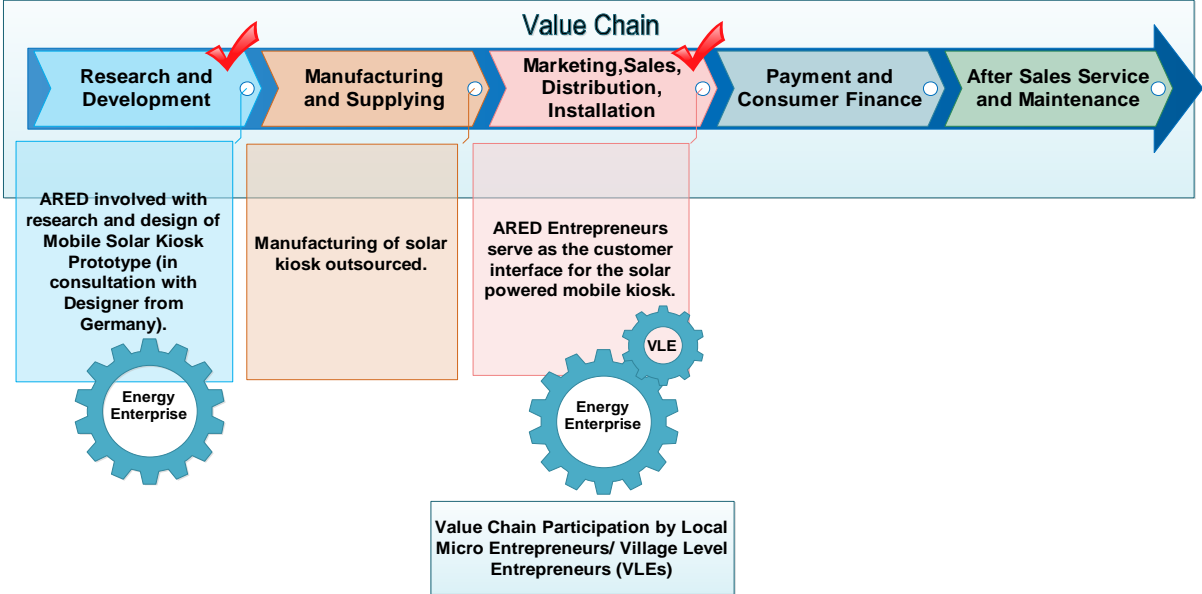 Value Chain
Research and
Development
Manufacturing
and Supplying
Marketing,Sales,
Distribution,
Installation
Payment and
Consumer Finance
After Sales Service
and Maintenance
ARED involved with
research and design of
Mobile Solar Kiosk
Prototype (in
consultation with
Designer from
Germany).
Manufacturing of solar
kiosk outsourced.
ARED Entrepreneurs
serve as the customer
interface for the solar
powered mobile kiosk.
VLE
Energy
Enterprise
Energy
Enterprise
Value Chain Participation by Local
Micro Entrepreneurs/ Village Level
Entrepreneurs (VLEs)